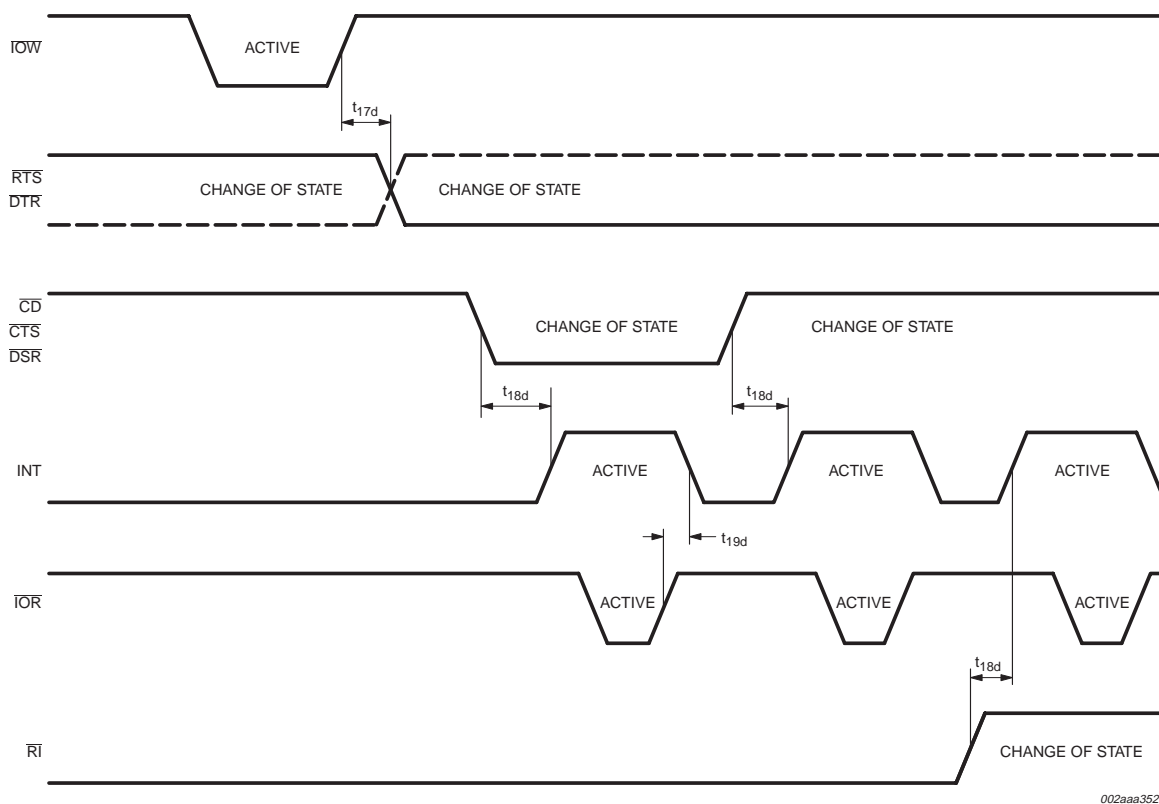 IOW
ACTIVE
t17d
RTS
DTR
CHANGE OF STATE
CHANGE OF STATE
CD
CTS
DSR
CHANGE OF STATE
CHANGE OF STATE
t18d
t18d
INT
ACTIVE
ACTIVE
ACTIVE
t19d
IOR
ACTIVE
ACTIVE
ACTIVE
t18d
RI
CHANGE OF STATE
002aaa352